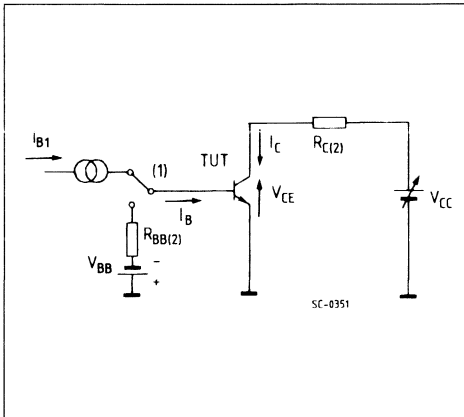 I_B1
(1)
TUT
I_C
R_C(2)
V_CE
V_CC
I_B
R_BB(2)
V_BB
-
+
SC-0351